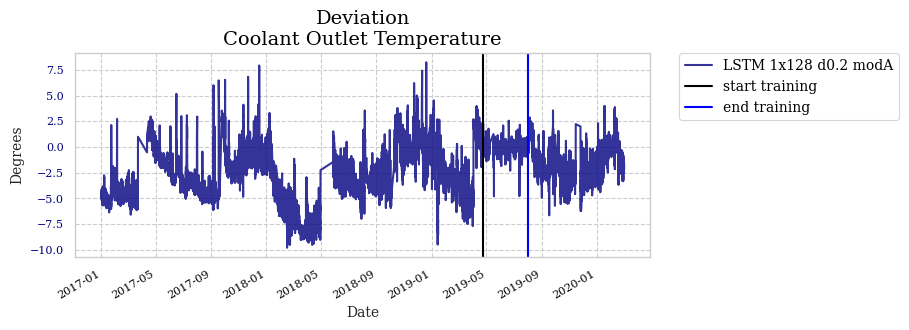 Deviation
Coolant Outlet Temperature
LSTM 1x128 d0.2 modA
start training
end training
Degrees
7.5
5.0
2.5
0.0
−2.5
−5.0
−7.5
−10.0
2017-01
2017-05
2017-09
2018-01
2018-05
2018-09
2019-01
2019-05
2019-09
2020-01
Date